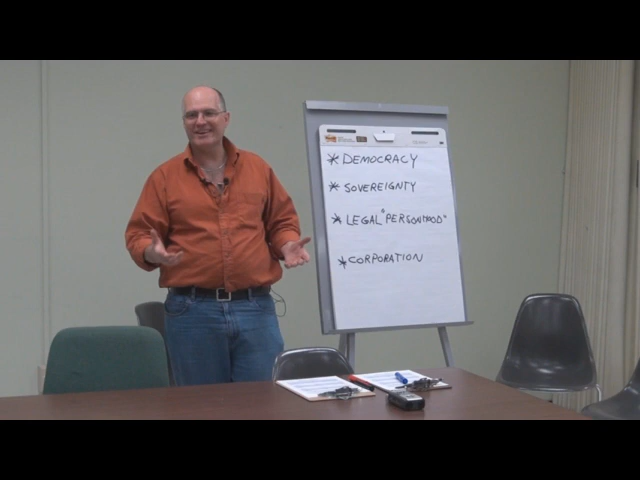 * DEMOCRACY
* SOVEREIGNTY
* LEGAL "PERSONHOOD"
* CORPORATION